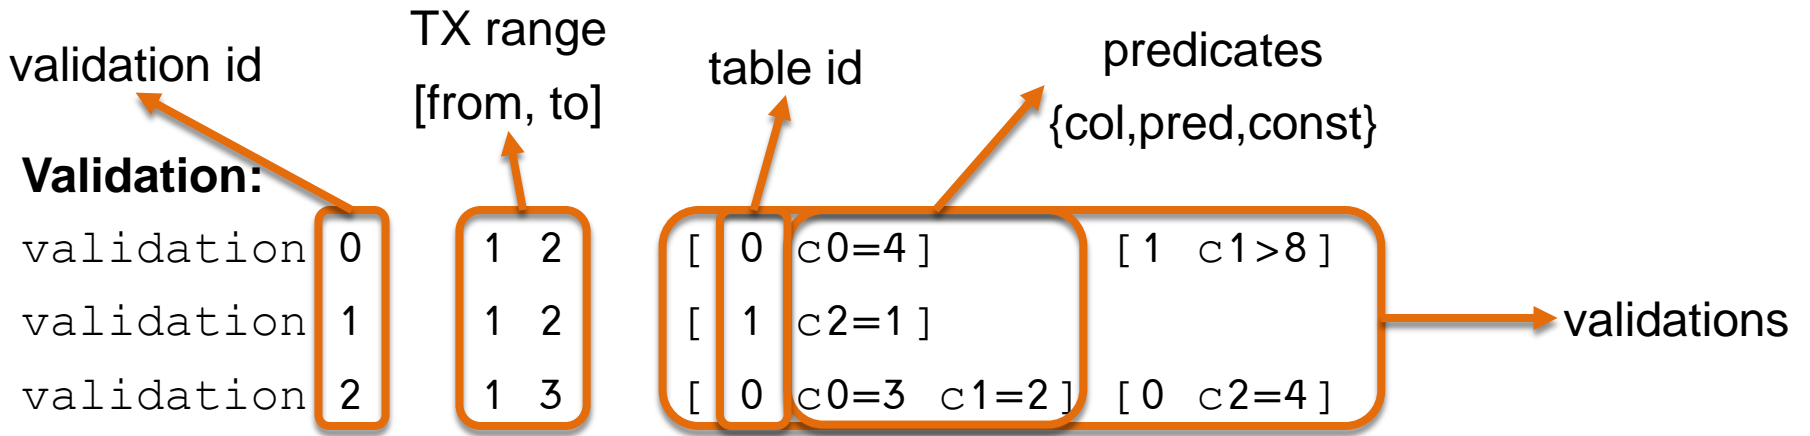 validation id
TX range
[from, to]
table id
predicates
{col,pred,const}
Validation:
validation 0 1 2 [ 0 c0=4 ] [1 c1>8 ]
validation 1 1 2 [ 1 c2=1 ]
validation 2 1 3 [ 0 c0=3 c1=2 ] [0 c2=4 ]
validations